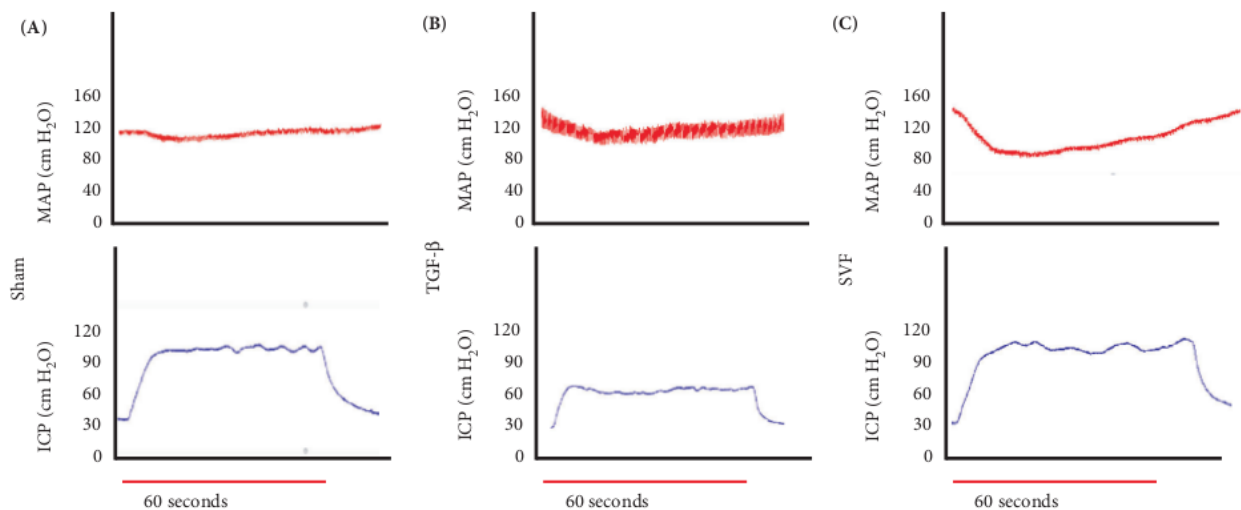 (A)
MAP (cm H₂O)
160
120
80
40
0
Sham
ICP (cm H₂O)
120
90
60
30
0
60 seconds
(B)
MAP (cm H₂O)
160
120
80
40
0
TGF-β
ICP (cm H₂O)
120
90
60
30
0
60 seconds
(C)
MAP (cm H₂O)
160
120
80
40
0
SVF
ICP (cm H₂O)
120
90
60
30
0
60 seconds